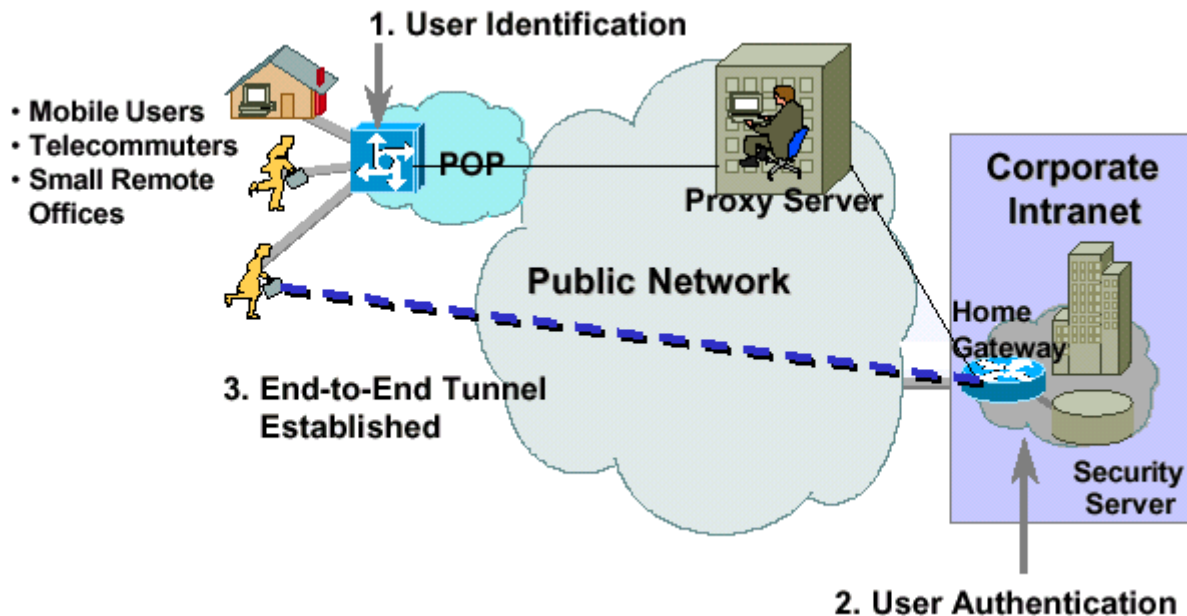 1. User Identification
• Mobile Users
• Telecommuters
• Small Remote
Offices
POP
Proxy Server
Corporate
Intranet
Public Network
Home
Gateway
3. End-to-End Tunnel
Established
Security
Server
2. User Authentication